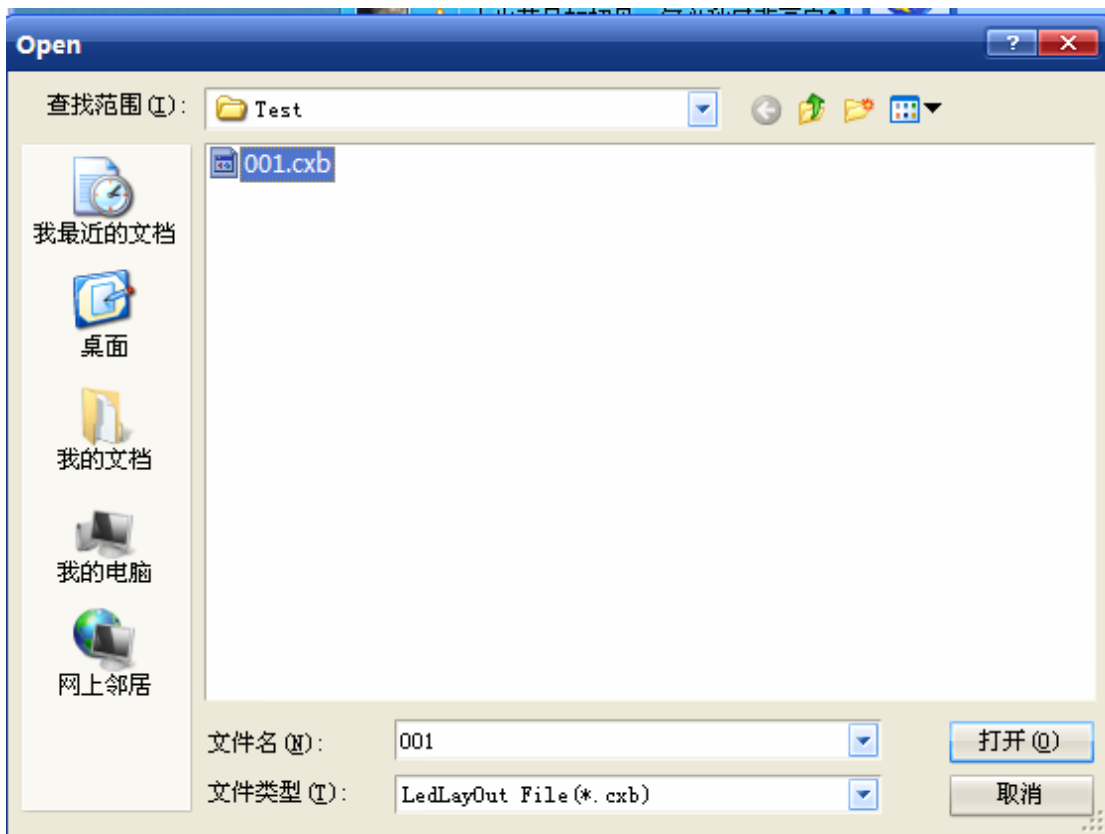 Open
查找范围(I):
Test
001.cxb
我最近的文档
桌面
我的文档
我的电脑
网上邻居
文件名(N):
001
打开(O)
文件类型(T):
LedLayOut File(*.cxb)
取消